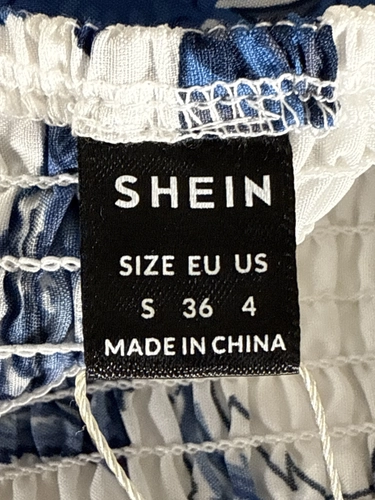 SHEIN
SIZE EU US
S 36 4
MADE IN CHINA